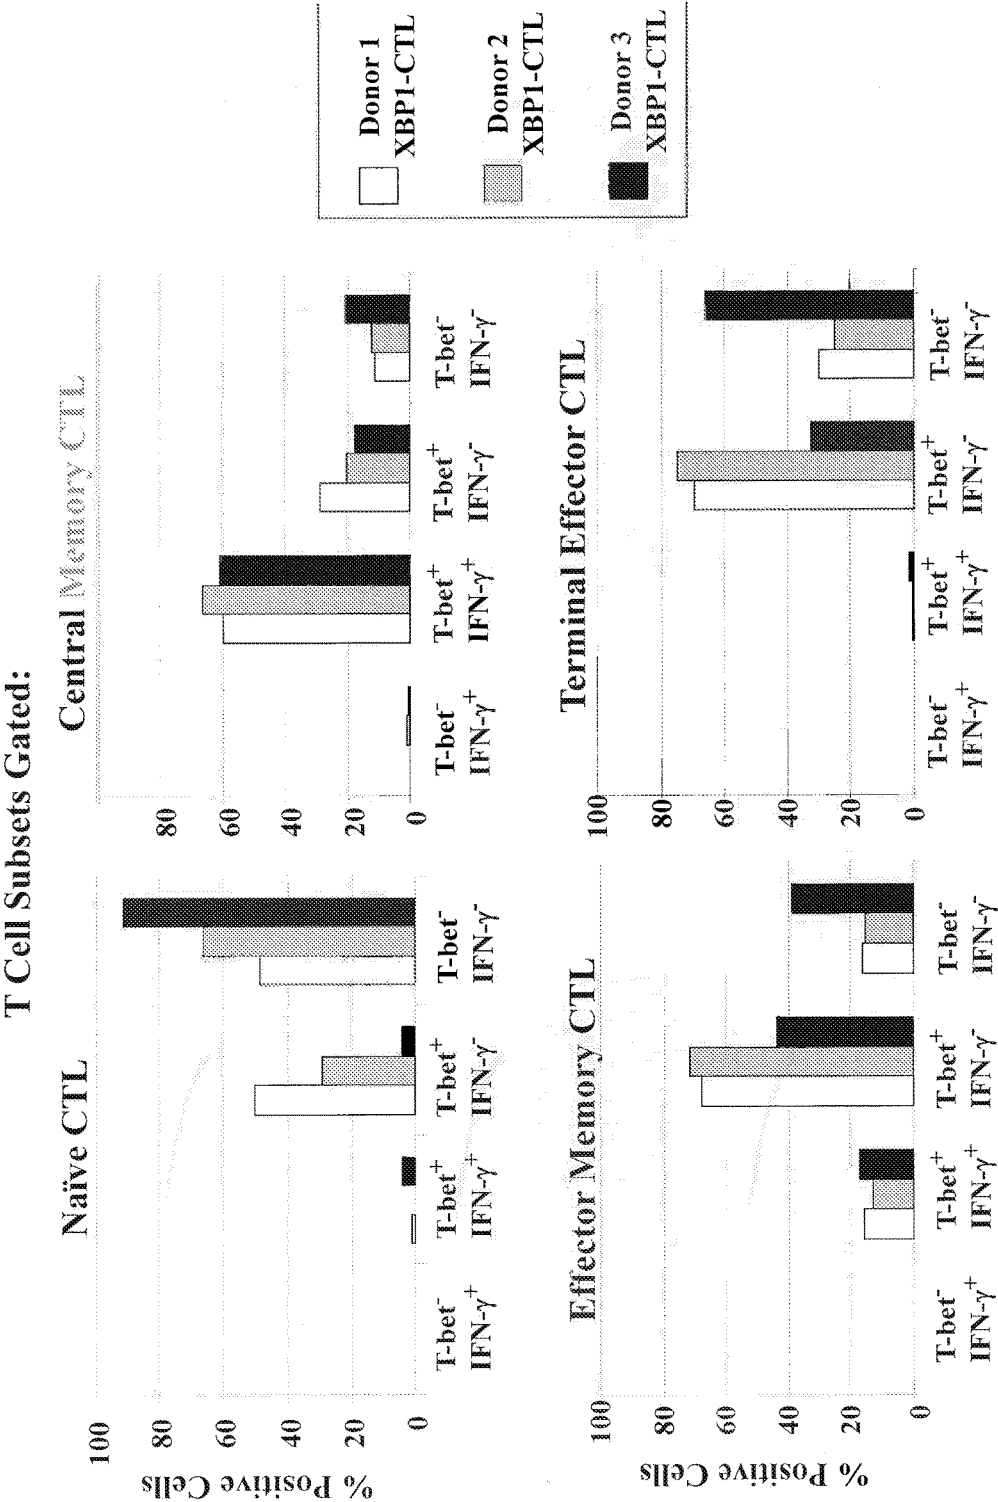 T Cell Subsets Gated:
Naïve CTL
% Positive Cells
100
80
60
40
20
0
T-bet⁻ T-bet⁺ T-bet⁺ T-bet⁻
IFN-γ⁺ IFN-γ⁺ IFN-γ⁻ IFN-γ⁻
Central Memory CTL
80
60
40
20
0
T-bet⁻ T-bet⁺ T-bet⁺ T-bet⁻
IFN-γ⁺ IFN-γ⁺ IFN-γ⁻ IFN-γ⁻
Effector Memory CTL
% Positive Cells
100
80
60
40
20
0
T-bet⁻ T-bet⁺ T-bet⁺ T-bet⁻
IFN-γ⁺ IFN-γ⁺ IFN-γ⁻ IFN-γ⁻
Terminal Effector CTL
100
80
60
40
20
0
T-bet⁻ T-bet⁺ T-bet⁺ T-bet⁻
IFN-γ⁺ IFN-γ⁺ IFN-γ⁻ IFN-γ⁻
Donor 1
XBP1-CTL
Donor 2
XBP1-CTL
Donor 3
XBP1-CTL